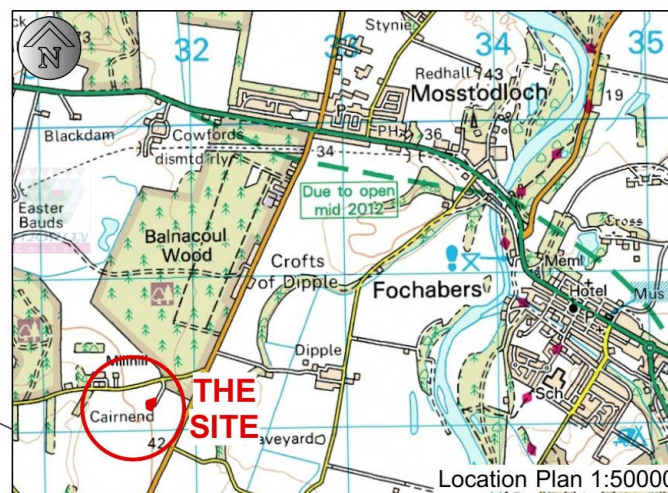 N
32
34
35
Stynie
Redhall
43
Mosstodloch
19
Blackdam
Cowfords
PH
36
dismtd rly
34
Due to open
mid 2012
Easter
Bauds
Balnacoul
Wood
Crofts
of Dipple
Cross
Meml
Fochabers
Hotel
Mus
Dipple
Millhill
THE
SITE
Cairnend
Sch
42
Location Plan 1:50000